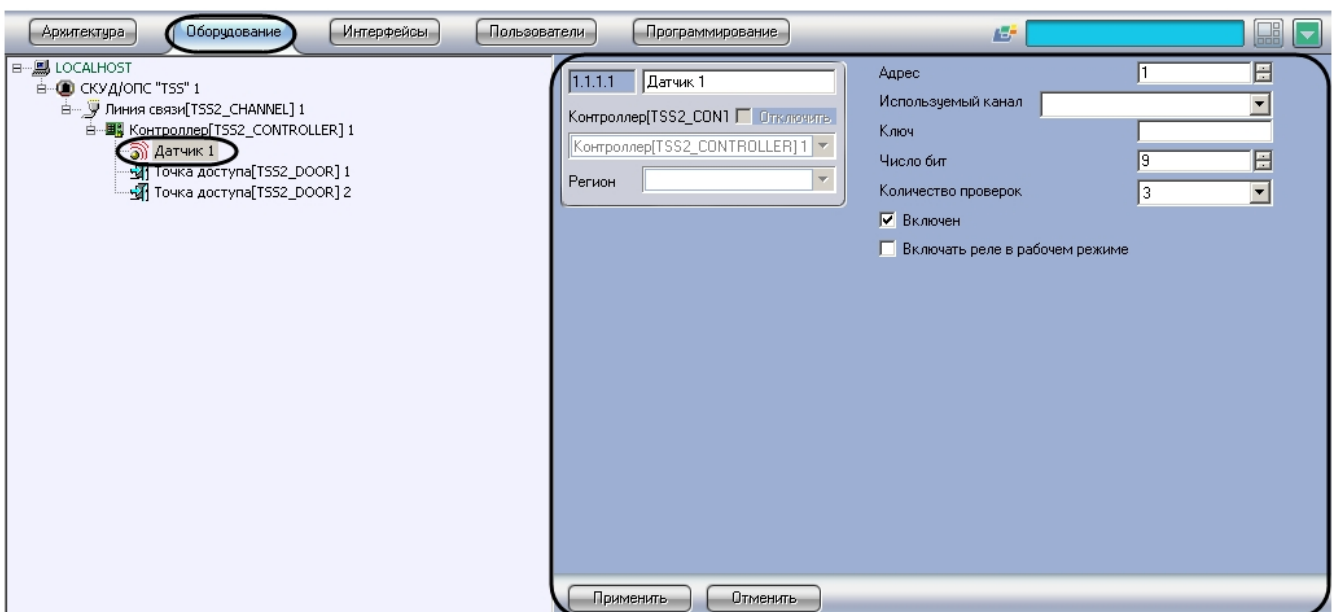 Архитектура Оборудование Интерфейсы Пользователи Программирование
LOCALHOST
СКУД/ОПС "TSS" 1
Линия связи[TSS2_CHANNEL] 1
Контроллер[TSS2_CONTROLLER] 1
Датчик 1
Точка доступа[TSS2_DOOR] 1
Точка доступа[TSS2_DOOR] 2
1.1.1.1 Датчик 1
Контроллер[TSS2_CON1 Отключить
Контроллер[TSS2_CONTROLLER] 1
Регион
Адрес 1
Используемый канал
Ключ
Число бит 9
Количество проверок 3
Включен
Включать реле в рабочем режиме
Применить Отменить